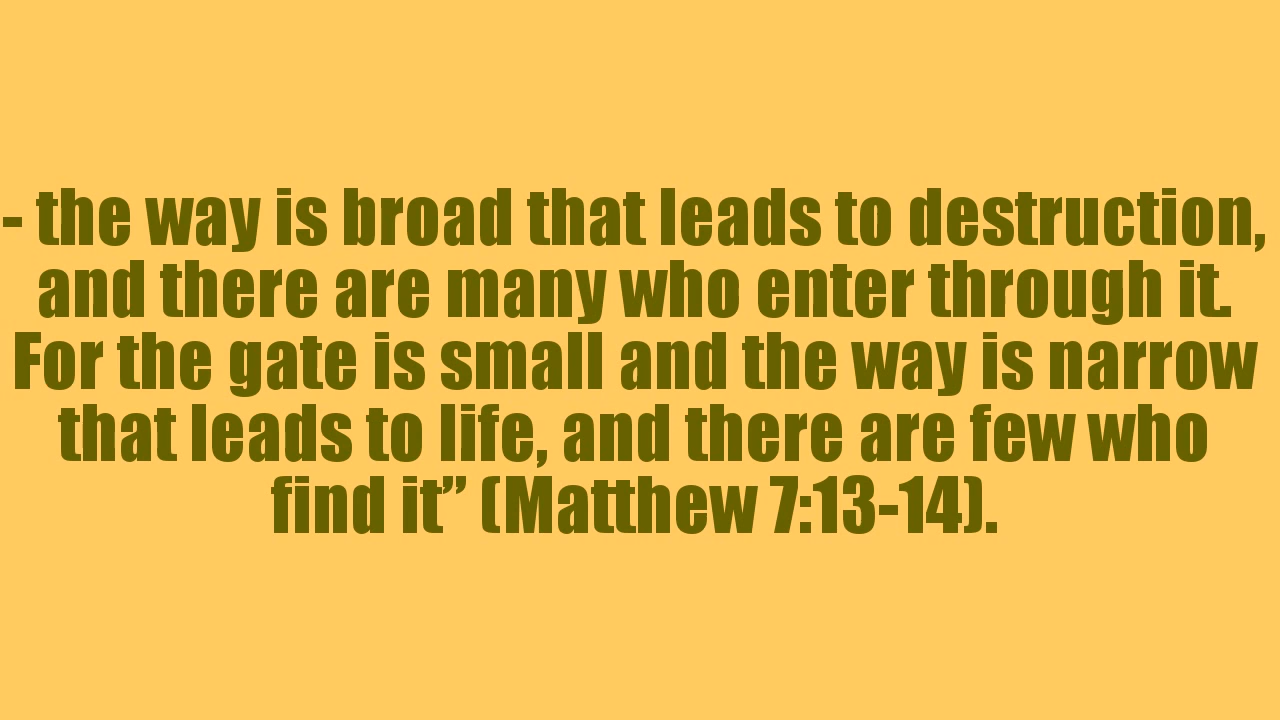 - the way is broad that leads to destruction,
and there are many who enter through it.
For the gate is small and the way is narrow
that leads to life, and there are few who
find it” (Matthew 7:13-14).